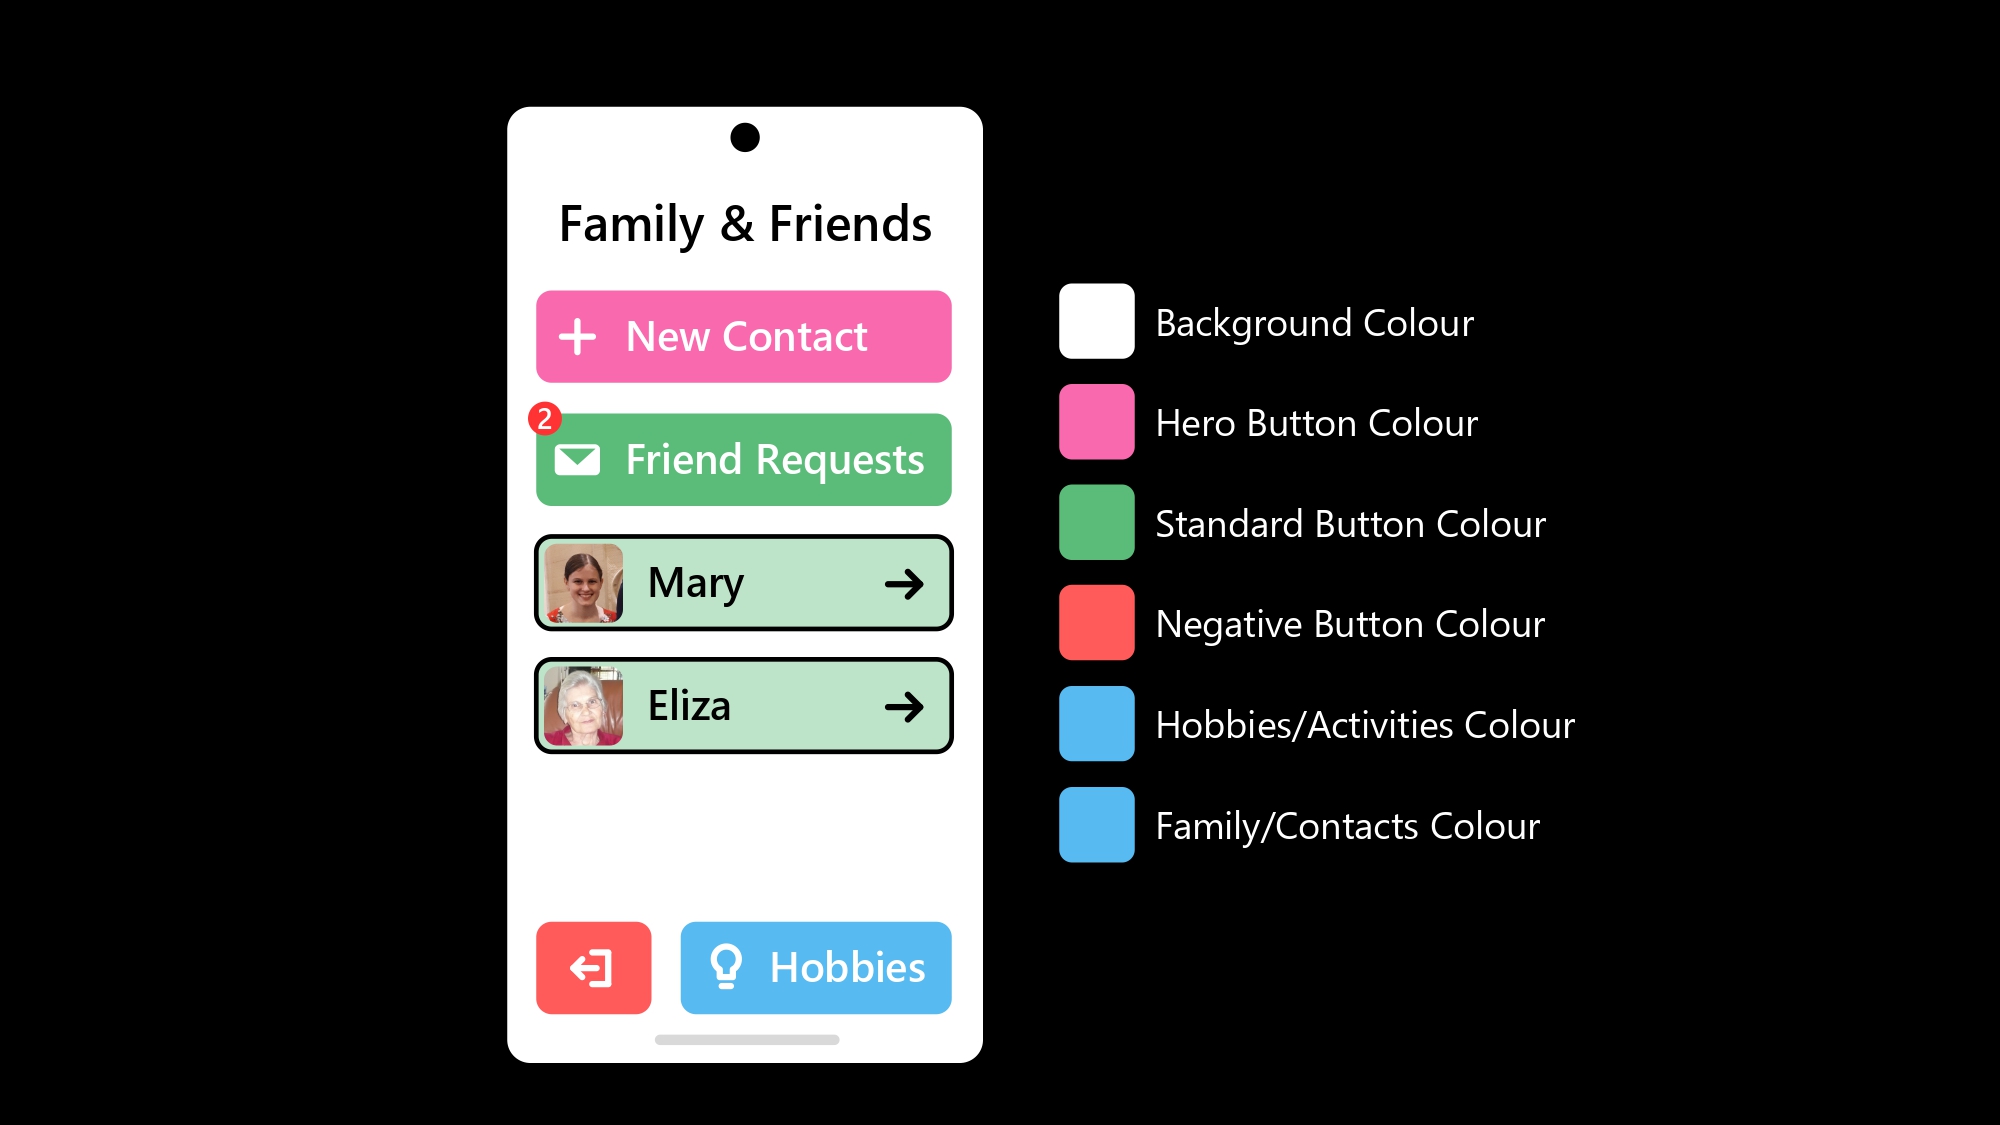 Family & Friends
New Contact
2
Friend Requests
Mary
Eliza
Hobbies
Background Colour
Hero Button Colour
Standard Button Colour
Negative Button Colour
Hobbies/Activities Colour
Family/Contacts Colour